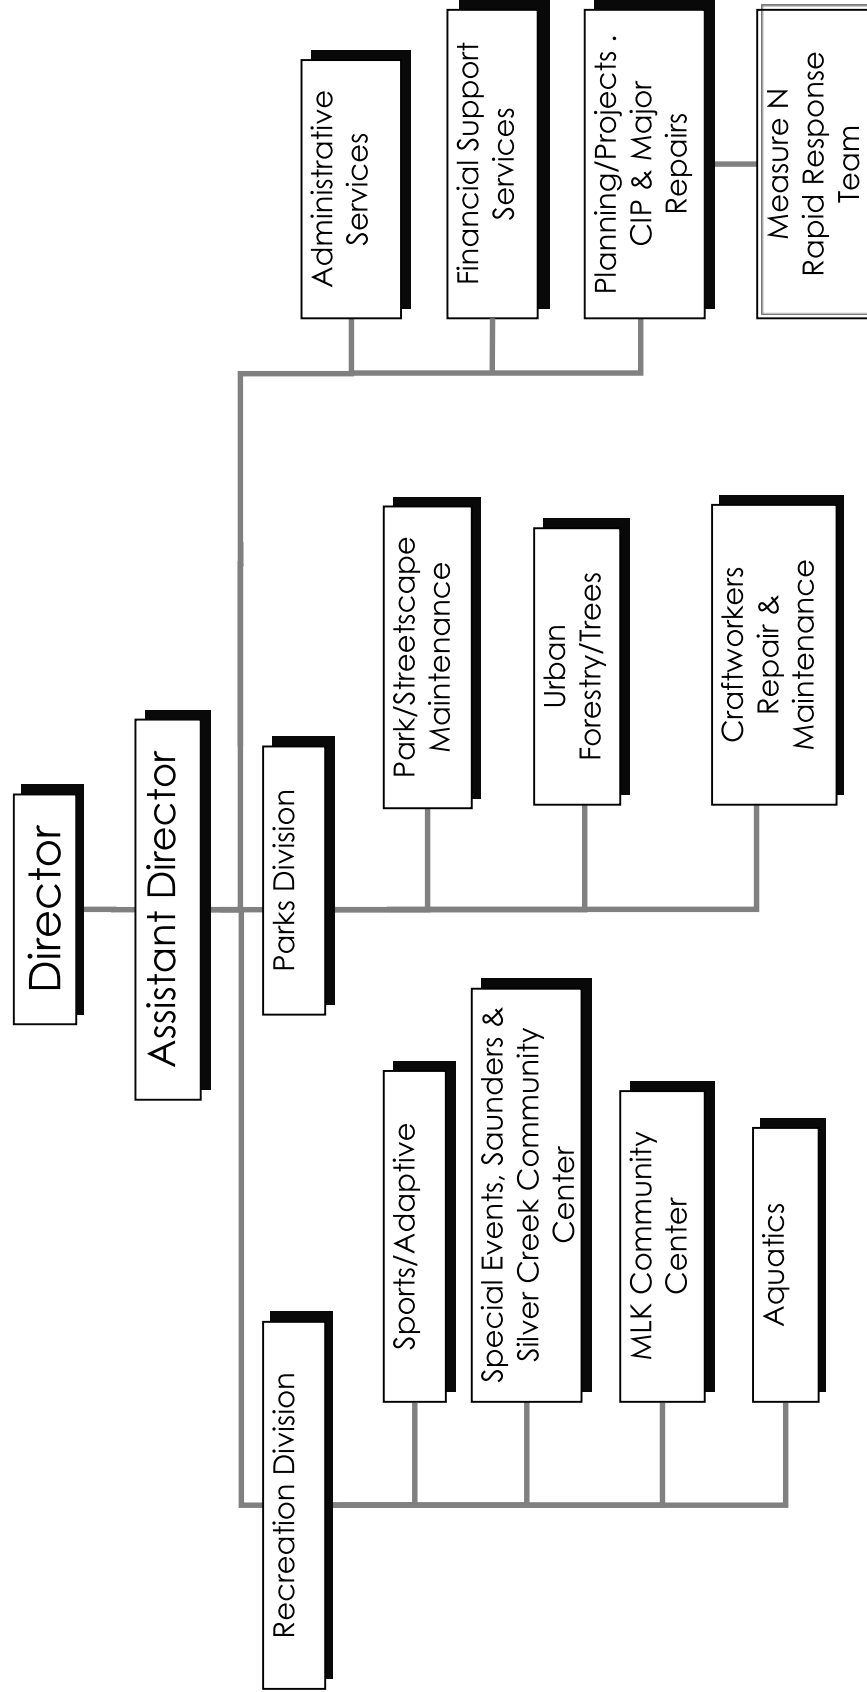 Director
Assistant Director
Recreation Division
Sports/Adaptive
Special Events, Saunders &
Silver Creek Community
Center
MLK Community
Center
Aquatics
Parks Division
Park/Streetscape
Maintenance
Urban
Forestry/Trees
Craftworkers
Repair &
Maintenance
Administrative
Services
Financial Support
Services
Planning/Projects .
CIP & Major
Repairs
Measure N
Rapid Response
Team